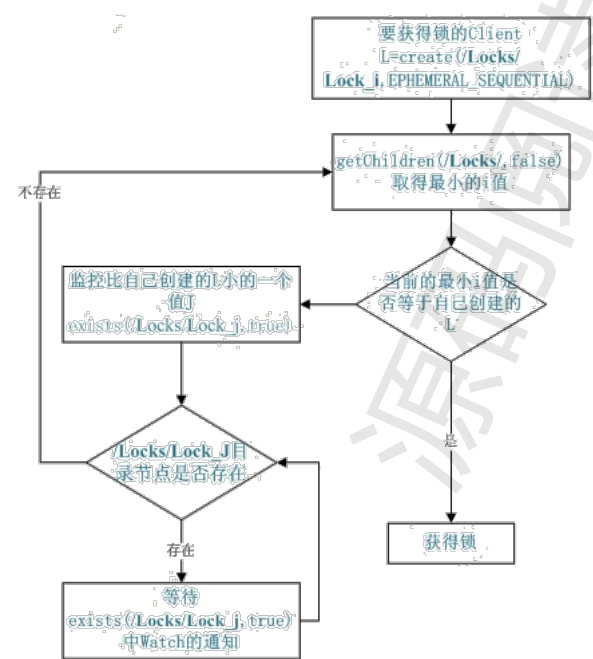 要获得锁的Client
L=create(/Locks/
Lock_i,EPHEMERAL_SEQUENTIAL)
getChildren(/Locks/,false)
取得最小的i值
不存在
当前的最小i值是
否等于自己创建的
L
监控比自己创建的L小的一个
值J
exists(/Locks/Lock_j,true)
/Locks/Lock_J目
录节点是否存在
是
存在
获得锁
等待
exists(/Locks/Lock_j,true)
中Watch的通知
源码阅读